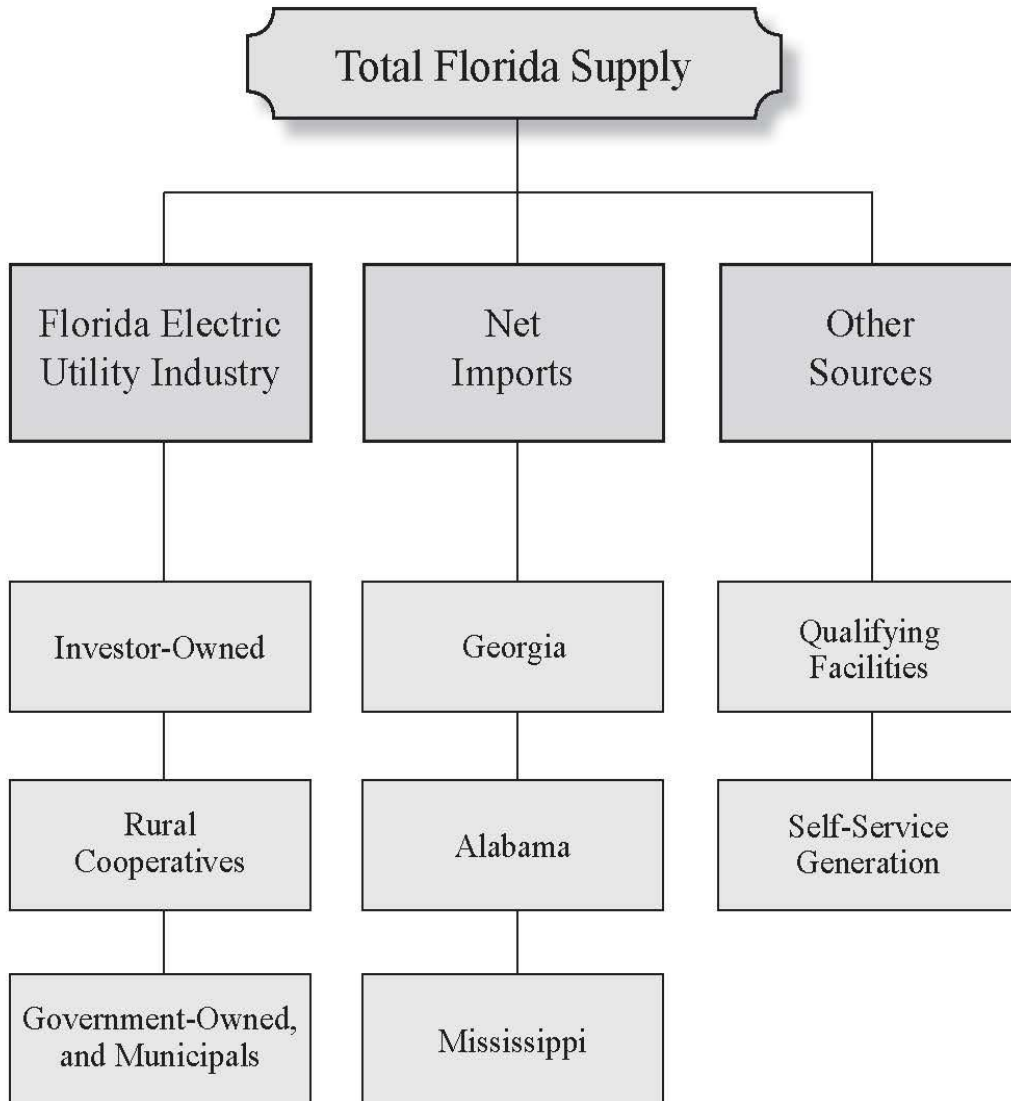 Total Florida Supply
Florida Electric
Utility Industry
Net
Imports
Other
Sources
Investor-Owned
Georgia
Qualifying
Facilities
Rural
Cooperatives
Alabama
Self-Service
Generation
Government-Owned,
and Municipals
Mississippi